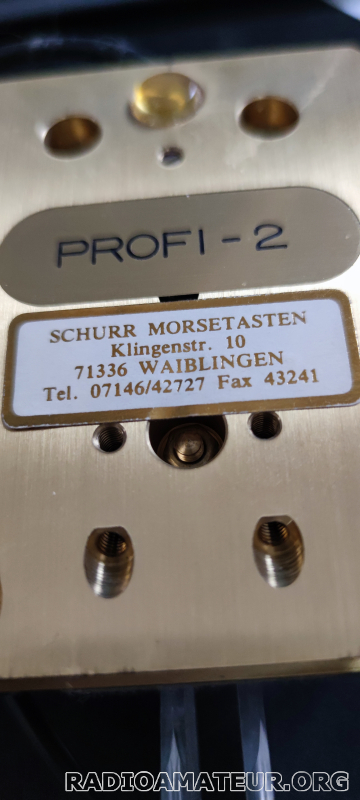 PROFI-2
SCHURR MORSETASTEN
Klingenstr. 10
71336 WAIBLINGEN
Tel. 07146/42727 Fax 43241
RADIOAMATEUR.ORG